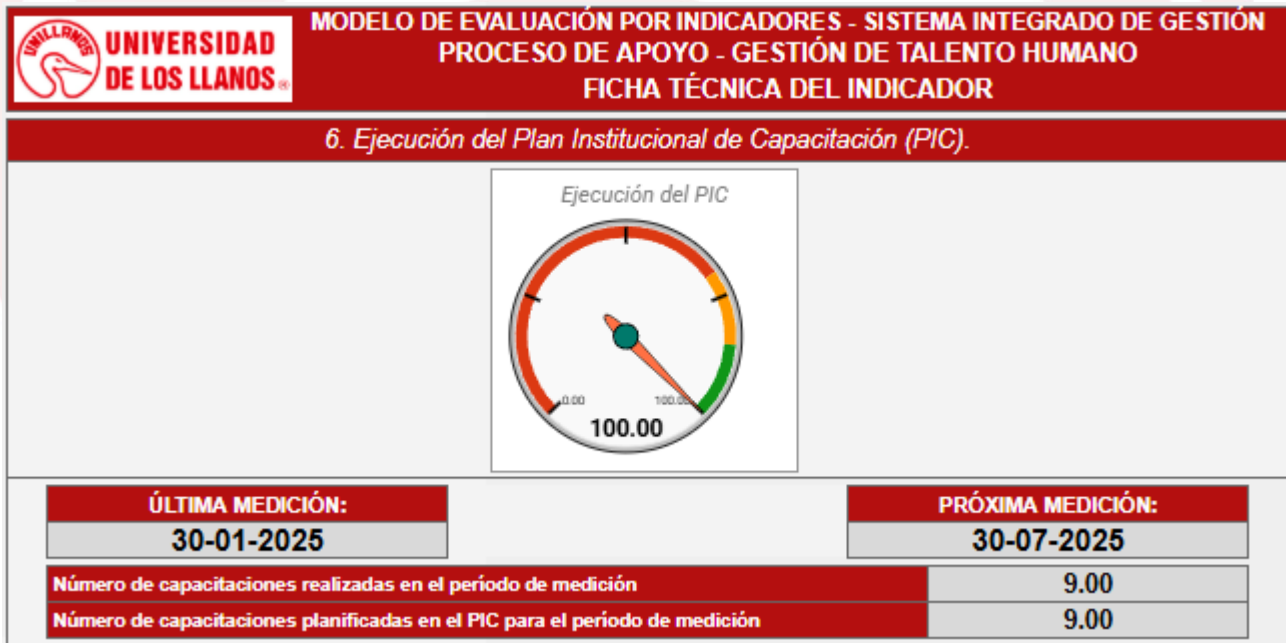 UNILLANOS
UNIVERSIDAD
DE LOS LLANOS ®
MODELO DE EVALUACIÓN POR INDICADORES - SISTEMA INTEGRADO DE GESTIÓN
PROCESO DE APOYO - GESTIÓN DE TALENTO HUMANO
FICHA TÉCNICA DEL INDICADOR
6. Ejecución del Plan Institucional de Capacitación (PIC).
Ejecución del PIC
0.00
100.00
100.00
ÚLTIMA MEDICIÓN:
30-01-2025
PRÓXIMA MEDICIÓN:
30-07-2025
Número de capacitaciones realizadas en el período de medición 9.00
Número de capacitaciones planificadas en el PIC para el período de medición 9.00